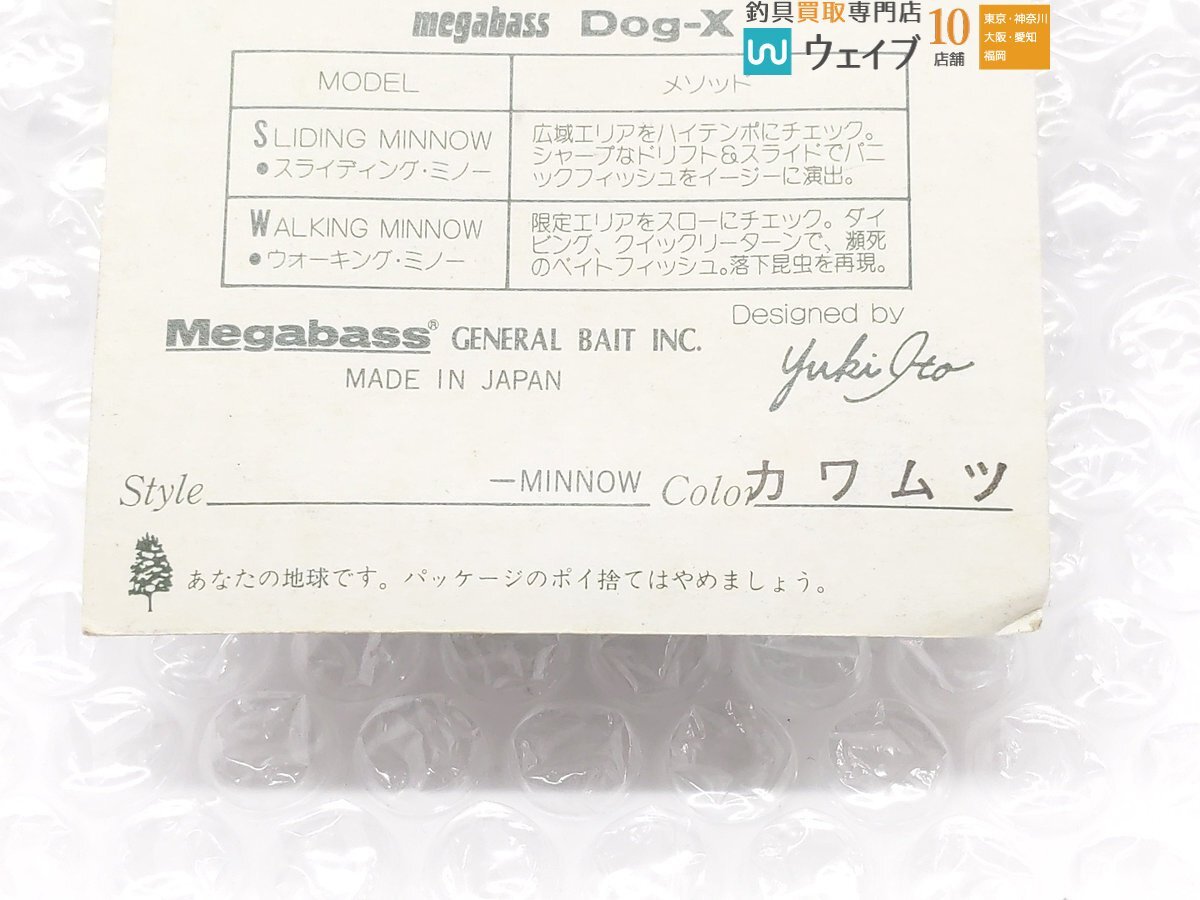 釣具買取専門店
ウェイブ
10
店舗
東京・神奈川
大阪・愛知
福岡
megabass Dog-X
MODEL
メソッド
SLIDING MINNOW
●スライディング・ミノー
広域エリアをハイテンポにチェック。
シャープなドリフト&スライドでパニ
ックフィッシュをイージーに演出。
WALKING MINNOW
●ウオーキング・ミノー
限定エリアをスローにチェック。ダイ
ビング、クイックリーターンで、瀕死
のベイトフィッシュ。落下昆虫を再現。
Megabass® GENERAL BAIT INC.
MADE IN JAPAN
Designed by
Yuki Ito
Style -MINNOW Color カワムツ
あなたの地球です。パッケージのポイ捨てはやめましょう。